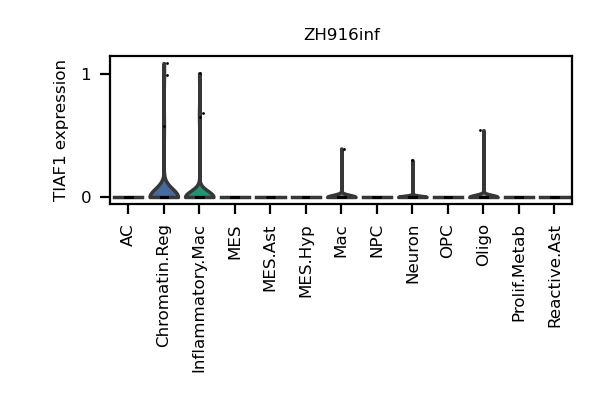 ZH916inf
TIAF1 expression
1
0
AC
Chromatin.Reg
Inflammatory.Mac
MES
MES.Ast
MES.Hyp
Mac
NPC
Neuron
OPC
Oligo
Prolif.Metab
Reactive.Ast